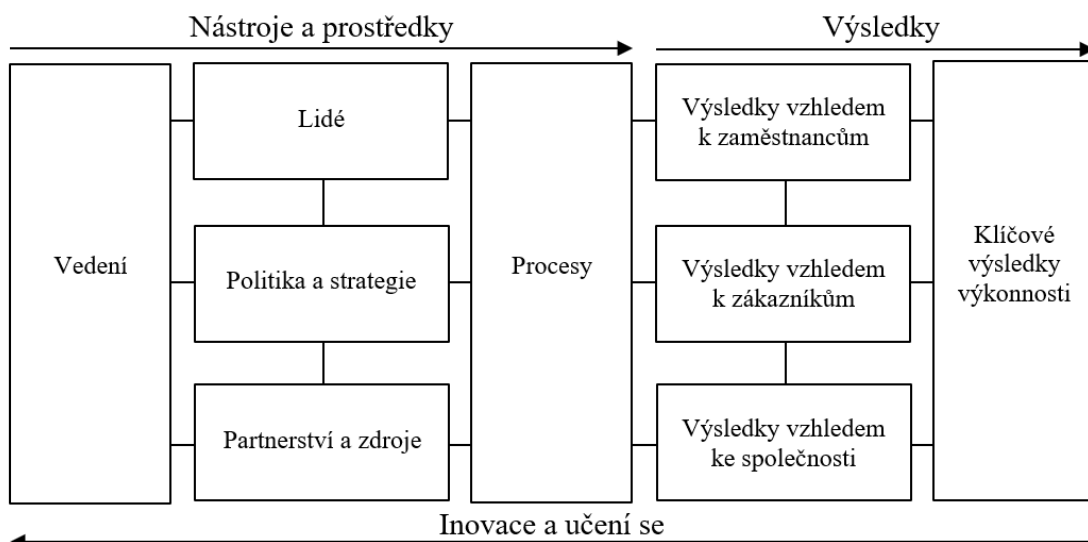 Nástroje a prostředky
Výsledky
Vedení
Lidé
Politika a strategie
Partnerství a zdroje
Procesy
Výsledky vzhledem
k zaměstnancům
Výsledky vzhledem
k zákazníkům
Výsledky vzhledem
ke společnosti
Klíčové
výsledky
výkonnosti
Inovace a učení se